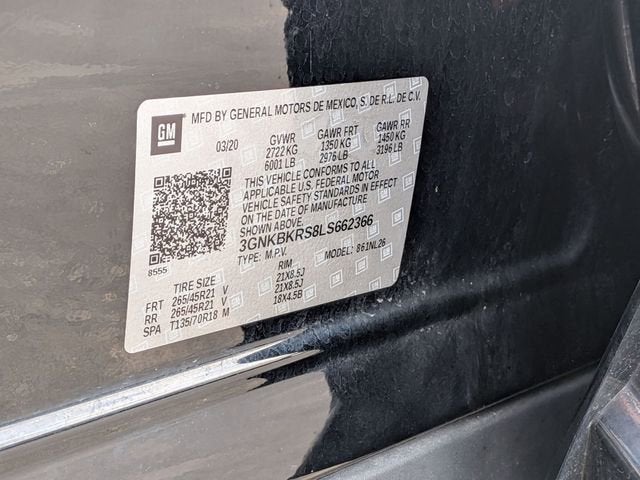 MFD BY GENERAL MOTORS DE MEXICO, S. DE R.L. DE C.V.
GM
03/20 GVWR GAWR FRT GAWR RR
2722 KG 1350 KG 1450 KG
6001 LB 2976 LB 3196 LB
THIS VEHICLE CONFORMS TO ALL
APPLICABLE U.S. FEDERAL MOTOR
VEHICLE SAFETY STANDARDS IN EFFECT
ON THE DATE OF MANUFACTURE
SHOWN ABOVE.
3GNKBKRS8LS662366
8555 TYPE: M.P.V. MODEL: 861NL26
TIRE SIZE RIM
FRT 265/45R21 V 21X8.5J
RR 265/45R21 V 21X8.5J
SPA T135/70R18 M 18X4.5B